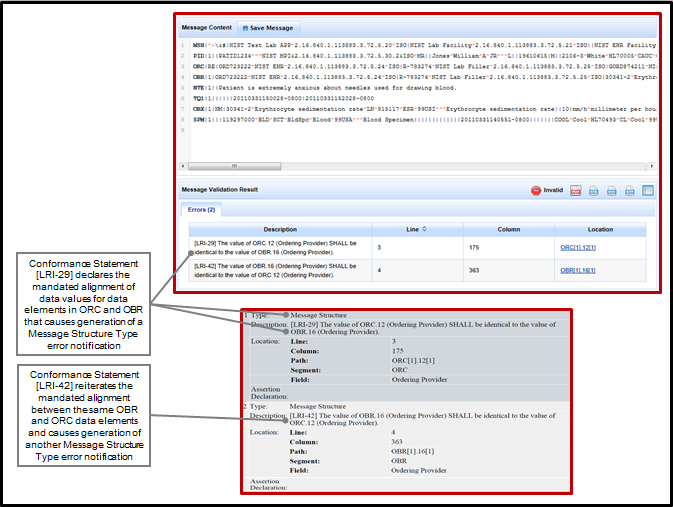 Message Content Save Message
1 MSH|^~\&#|NIST Test Lab APP^2.16.840.1.113883.3.72.5.20^ISO|NIST Lab Facility^2.16.840.1.113883.3.72.5.21^ISO||NIST EHR Facility
2 PID|1||PATID1234^^^NIST MPI&2.16.840.1.113883.3.72.5.30.2&ISO^MR||Jones^William^A^JR^^^L||19610615|M||2106-3^White^HL70005^CAUC^
3 ORC|RE|ORD723222^NIST EHR^2.16.840.1.113883.3.72.5.24^ISO|R-783274^NIST Lab Filler^2.16.840.1.113883.3.72.5.25^ISO|GORD874211^NI
4 OBR|1|ORD723222^NIST EHR^2.16.840.1.113883.3.72.5.24^ISO|R-783274^NIST Lab Filler^2.16.840.1.113883.3.72.5.25^ISO|30341-2^Erythro
5 NTE|1||Patient is extremely anxious about needles used for drawing blood.
6 TQ1|1||||||20110331150028-0800|20110331152028-0800
7 OBX|1|NM|30341-2^Erythrocyte sedimentation rate^LN^815117^ESR^99USI^^^Erythrocyte sedimentation rate||10|mm/h^millimeter per hou
8 SPM|1|||119297000^BLD^SCT^BldSpc^Blood^99USA^^^Blood Specimen|||||||||||||20110331140551-0800|||||||COOL^Cool^HL70493^CL^Cool^99
9
Message Validation Result Invalid
Errors (2)
Description Line Column Location
[LRI-29] The value of ORC.12 (Ordering Provider) SHALL be
identical to the value of OBR.16 (Ordering Provider).
3 175 ORC[1].12[1]
[LRI-42] The value of OBR.16 (Ordering Provider) SHALL be
identical to the value of ORC.12 (Ordering Provider).
4 363 OBR[1].16[1]
Conformance Statement
[LRI-29] declares the
mandated alignment of
data values for data
elements in ORC and OBR
that causes generation of a
Message Structure Type
error notification
1 Type: Message Structure
Description: [LRI-29] The value of ORC.12 (Ordering Provider) SHALL be identical to the value of
OBR.16 (Ordering Provider).
Location: Line: 3
Column: 175
Path: ORC[1].12[1]
Segment: ORC
Field: Ordering Provider
Assertion
Declaration:
Conformance Statement
[LRI-42] reiterates the
mandated alignment
between the same OBR
and ORC data elements
and causes generation of
another Message Structure
Type error notification
2 Type: Message Structure
Description: [LRI-42] The value of OBR.16 (Ordering Provider) SHALL be identical to the value of
ORC.12 (Ordering Provider).
Location: Line: 4
Column: 363
Path: OBR[1].16[1]
Segment: OBR
Field: Ordering Provider
Assertion
Declaration: